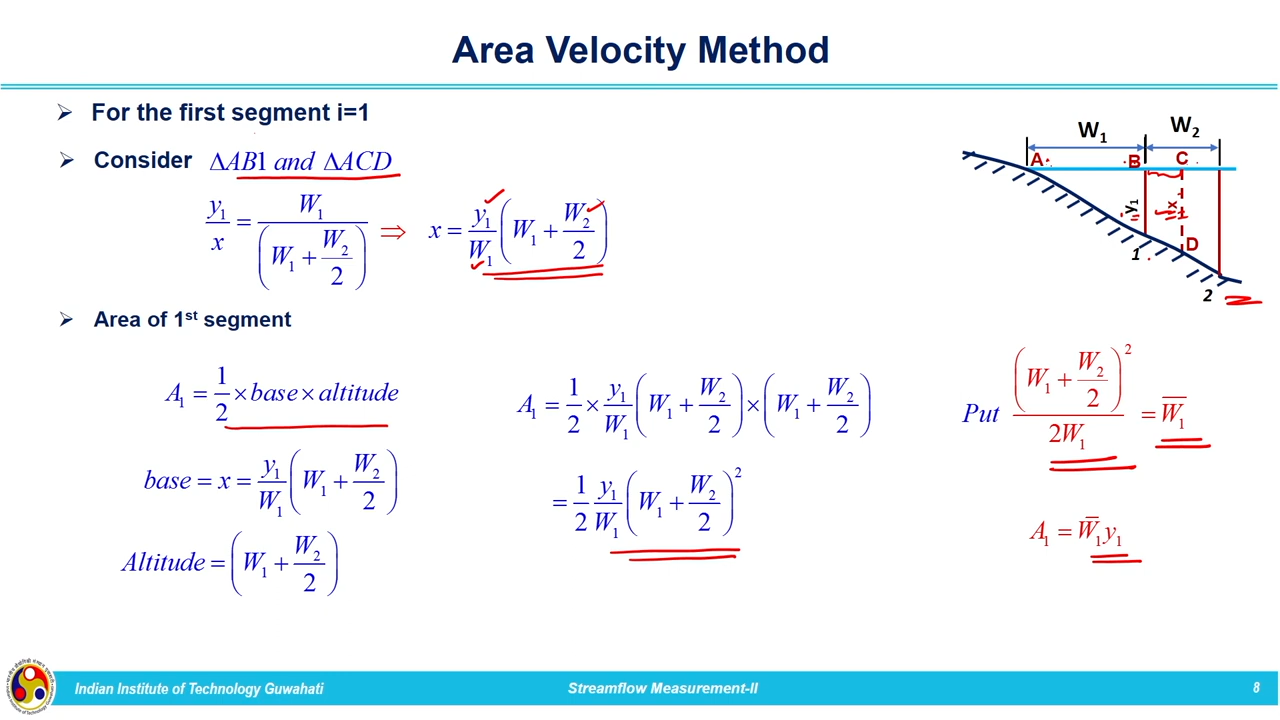 Area Velocity Method
➢ For the first segment i=1
➢ Consider ΔAB1 and ΔACD
y₁/x = W₁/(W₁ + W₂/2) ⇒ x = y₁/W₁ (W₁ + W₂/2)
W₁ W₂
A B C
y₁ x
1 D
2
➢ Area of 1st segment
A₁ = 1/2 × base × altitude
base = x = y₁/W₁ (W₁ + W₂/2)
Altitude = (W₁ + W₂/2)
A₁ = 1/2 × y₁/W₁ (W₁ + W₂/2) × (W₁ + W₂/2)
= 1/2 y₁/W₁ (W₁ + W₂/2)²
Put (W₁ + W₂/2)²/2W₁ = W̅₁
A₁ = W̅₁y₁
Indian Institute of Technology Guwahati
Streamflow Measurement-II
8